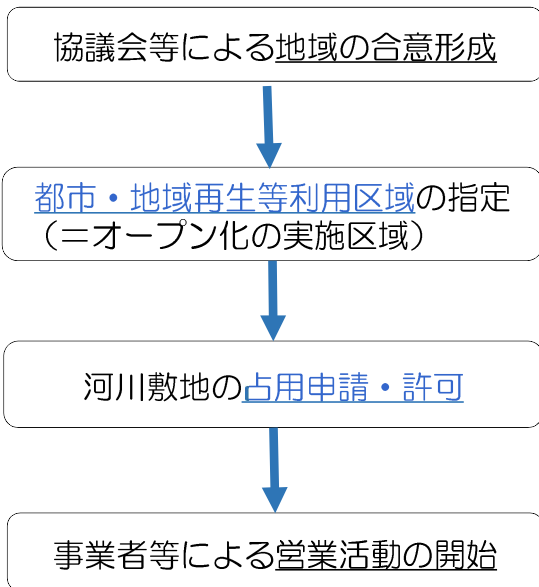 協議会等による地域の合意形成
都市・地域再生等利用区域の指定
（＝オープン化の実施区域）
河川敷地の占用申請・許可
事業者等による営業活動の開始